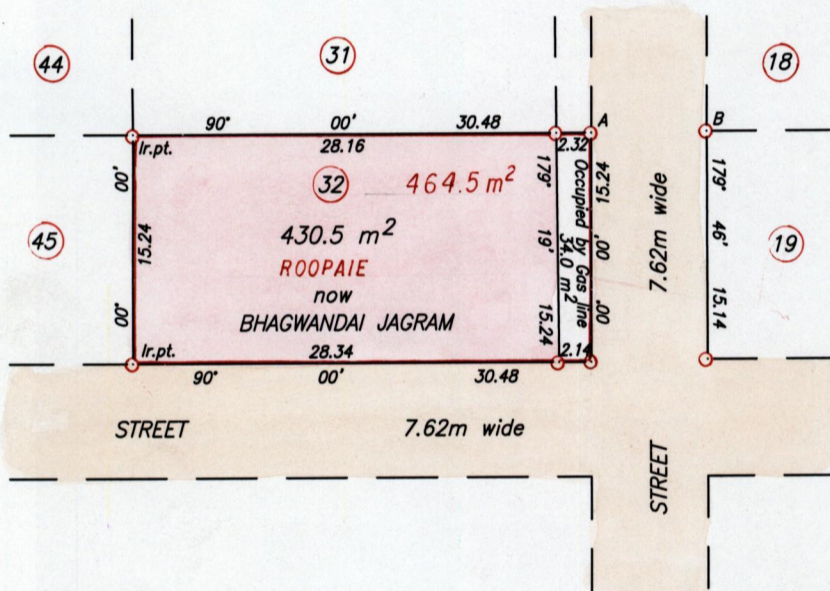 44
31
18
90° 00' 30.48
A
B
Ir.pt.
28.16
2.32
00'
15.24
00°
32
464.5 m²
430.5 m²
ROOPAIE
now
BHAGWANDAI JAGRAM
179° 19' 15.24
Occupied by Gas line
34.0 m²
15.24
00'
00°
7.62m wide
179° 46' 15.14
45
19
Ir.pt.
28.34
2.14
90° 00' 30.48
STREET 7.62m wide
STREET